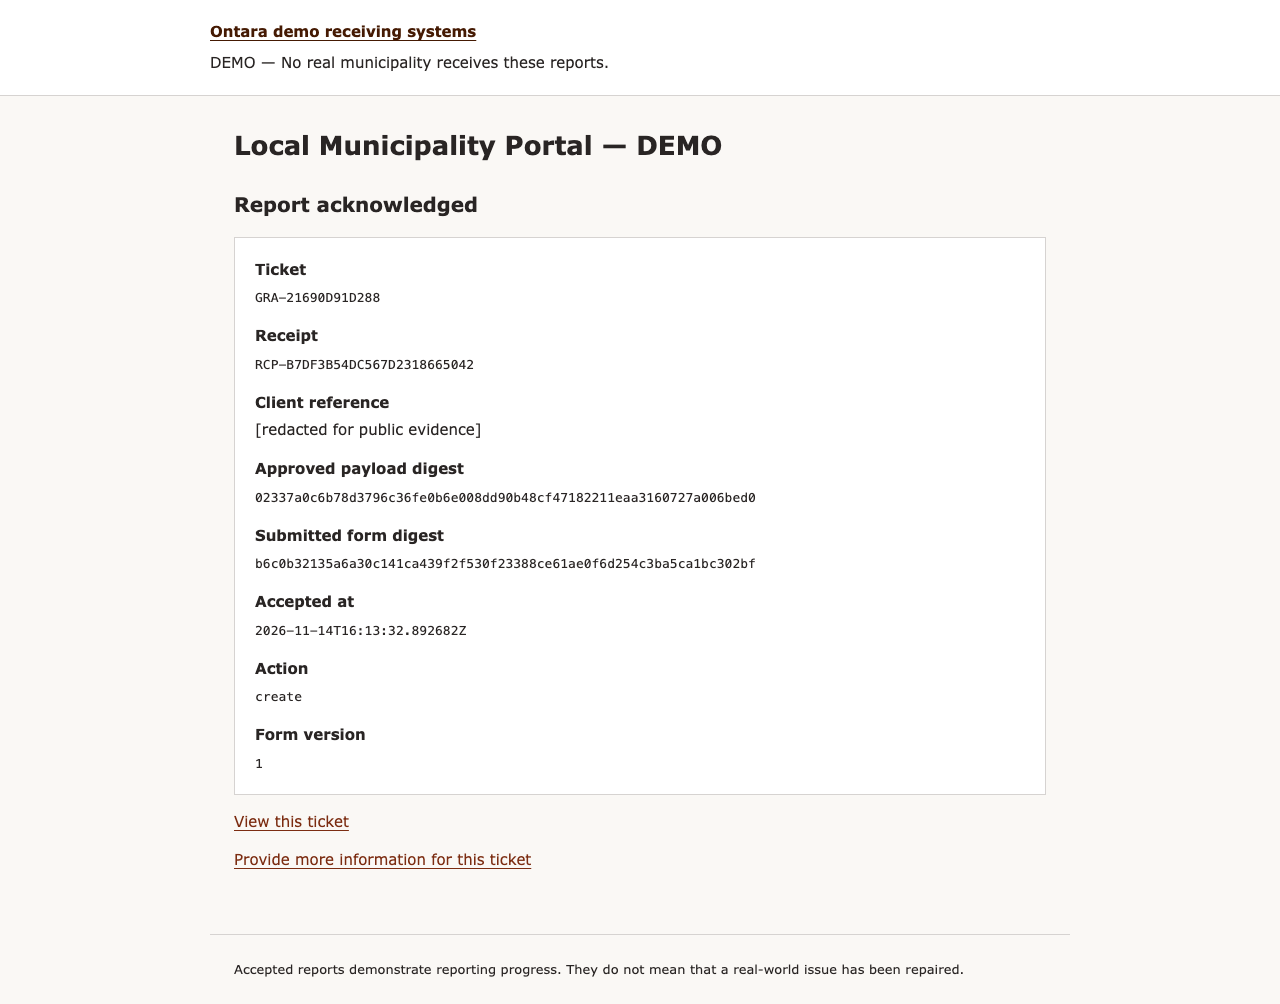 Ontara demo receiving systems
DEMO — No real municipality receives these reports.
Local Municipality Portal — DEMO
Report acknowledged
Ticket
GRA-21690D91D288
Receipt
RCP-B7DF3B54DC567D2318665042
Client reference
[redacted for public evidence]
Approved payload digest
02337a0c6b78d3796c36fe0b6e008dd90b48cf47182211eaa3160727a006bed0
Submitted form digest
b6c0b32135a6a30c141ca439f2f530f23388ce61ae0f6d254c3ba5ca1bc302bf
Accepted at
2026-11-14T16:13:32.892682Z
Action
create
Form version
1
View this ticket
Provide more information for this ticket
Accepted reports demonstrate reporting progress. They do not mean that a real-world issue has been repaired.